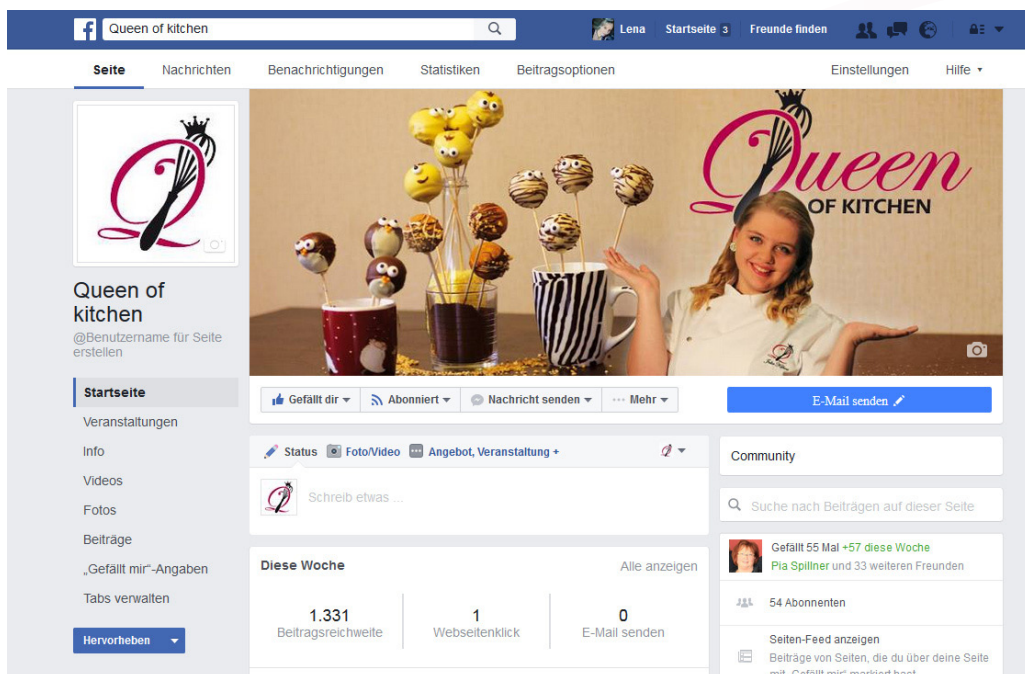 Queen of kitchen
Lena Startseite 3 Freunde finden
Seite Nachrichten Benachrichtigungen Statistiken Beitragsoptionen Einstellungen Hilfe
Queen
OF KITCHEN
Queen of
kitchen
@Benutzername für Seite
erstellen
Startseite
Veranstaltungen
Info
Videos
Fotos
Beiträge
„Gefällt mir“-Angaben
Tabs verwalten
Hervorheben
Gefällt dir Abonniert Nachricht senden ··· Mehr
E-Mail senden
Status Foto/Video Angebot, Veranstaltung +
Schreib etwas ...
Diese Woche Alle anzeigen
1.331 1 0
Beitragsreichweite Webseitenklick E-Mail senden
Community
Suche nach Beiträgen auf dieser Seite
Gefällt 55 Mal +57 diese Woche
Pia Spillner und 33 weiteren Freunden
54 Abonnenten
Seiten-Feed anzeigen
Beiträge von Seiten, die du über deine Seite
mit „Gefällt mir“ markiert hast